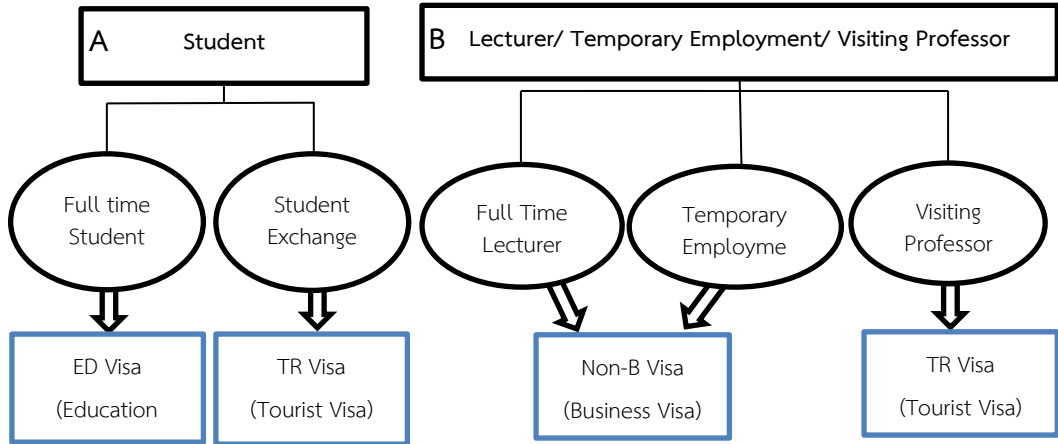 A Student
B Lecturer/ Temporary Employment/ Visiting Professor
Full time
Student
Student
Exchange
Full Time
Lecturer
Temporary
Employme
Visiting
Professor
ED Visa
(Education
TR Visa
(Tourist Visa)
Non-B Visa
(Business Visa)
TR Visa
(Tourist Visa)